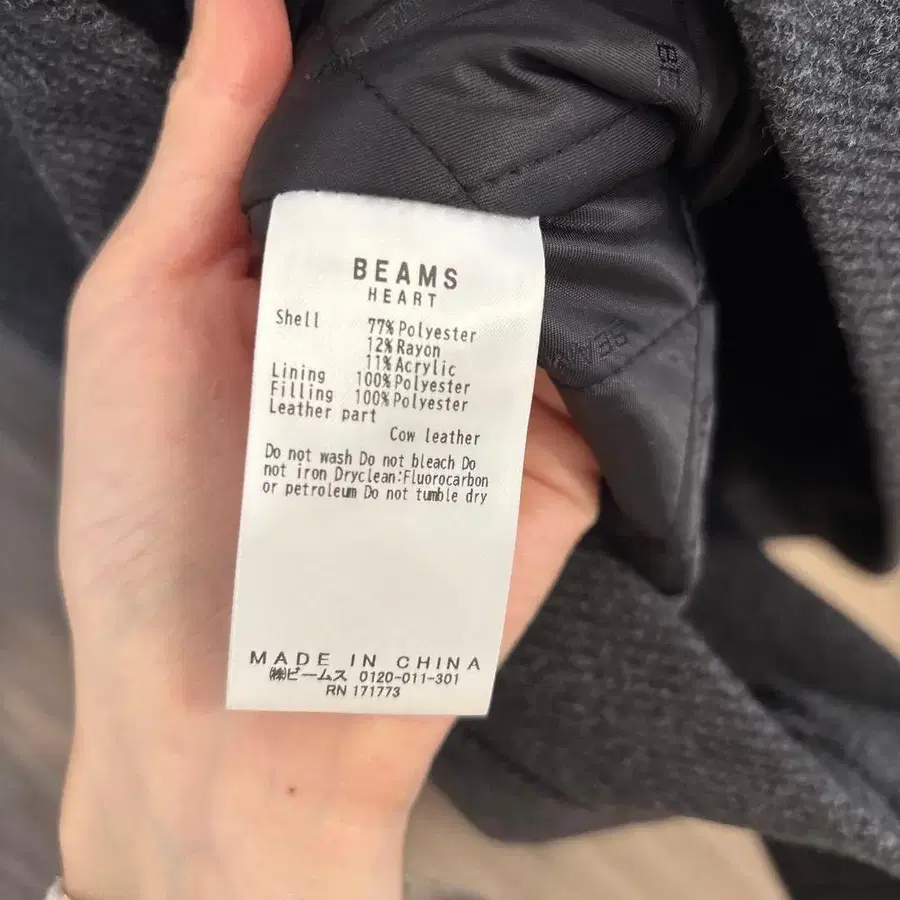 BEAMS
HEART
Shell 77% Polyester
12% Rayon
11% Acrylic
Lining 100% Polyester
Filling 100% Polyester
Leather part
Cow leather
Do not wash Do not bleach Do
not iron Dryclean:Fluorocarbon
or petroleum Do not tumble dry
MADE IN CHINA
㈱ビームス 0120-011-301
RN 171773